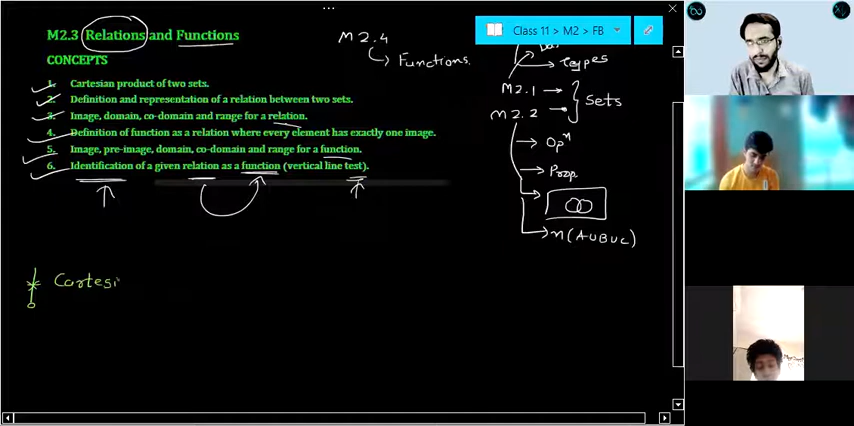 M2.3 Relations and Functions
CONCEPTS
1. Cartesian product of two sets.
2. Definition and representation of a relation between two sets.
3. Image, domain, co-domain and range for a relation.
4. Definition of function as a relation where every element has exactly one image.
5. Image, pre-image, domain, co-domain and range for a function.
6. Identification of a given relation as a function (vertical line test).
M2.4
Functions.
Class 11 > M2 > FB
Types
M2.1
M2.2
Sets
Opⁿ
Prop
n(AUBUC)
Cartesi